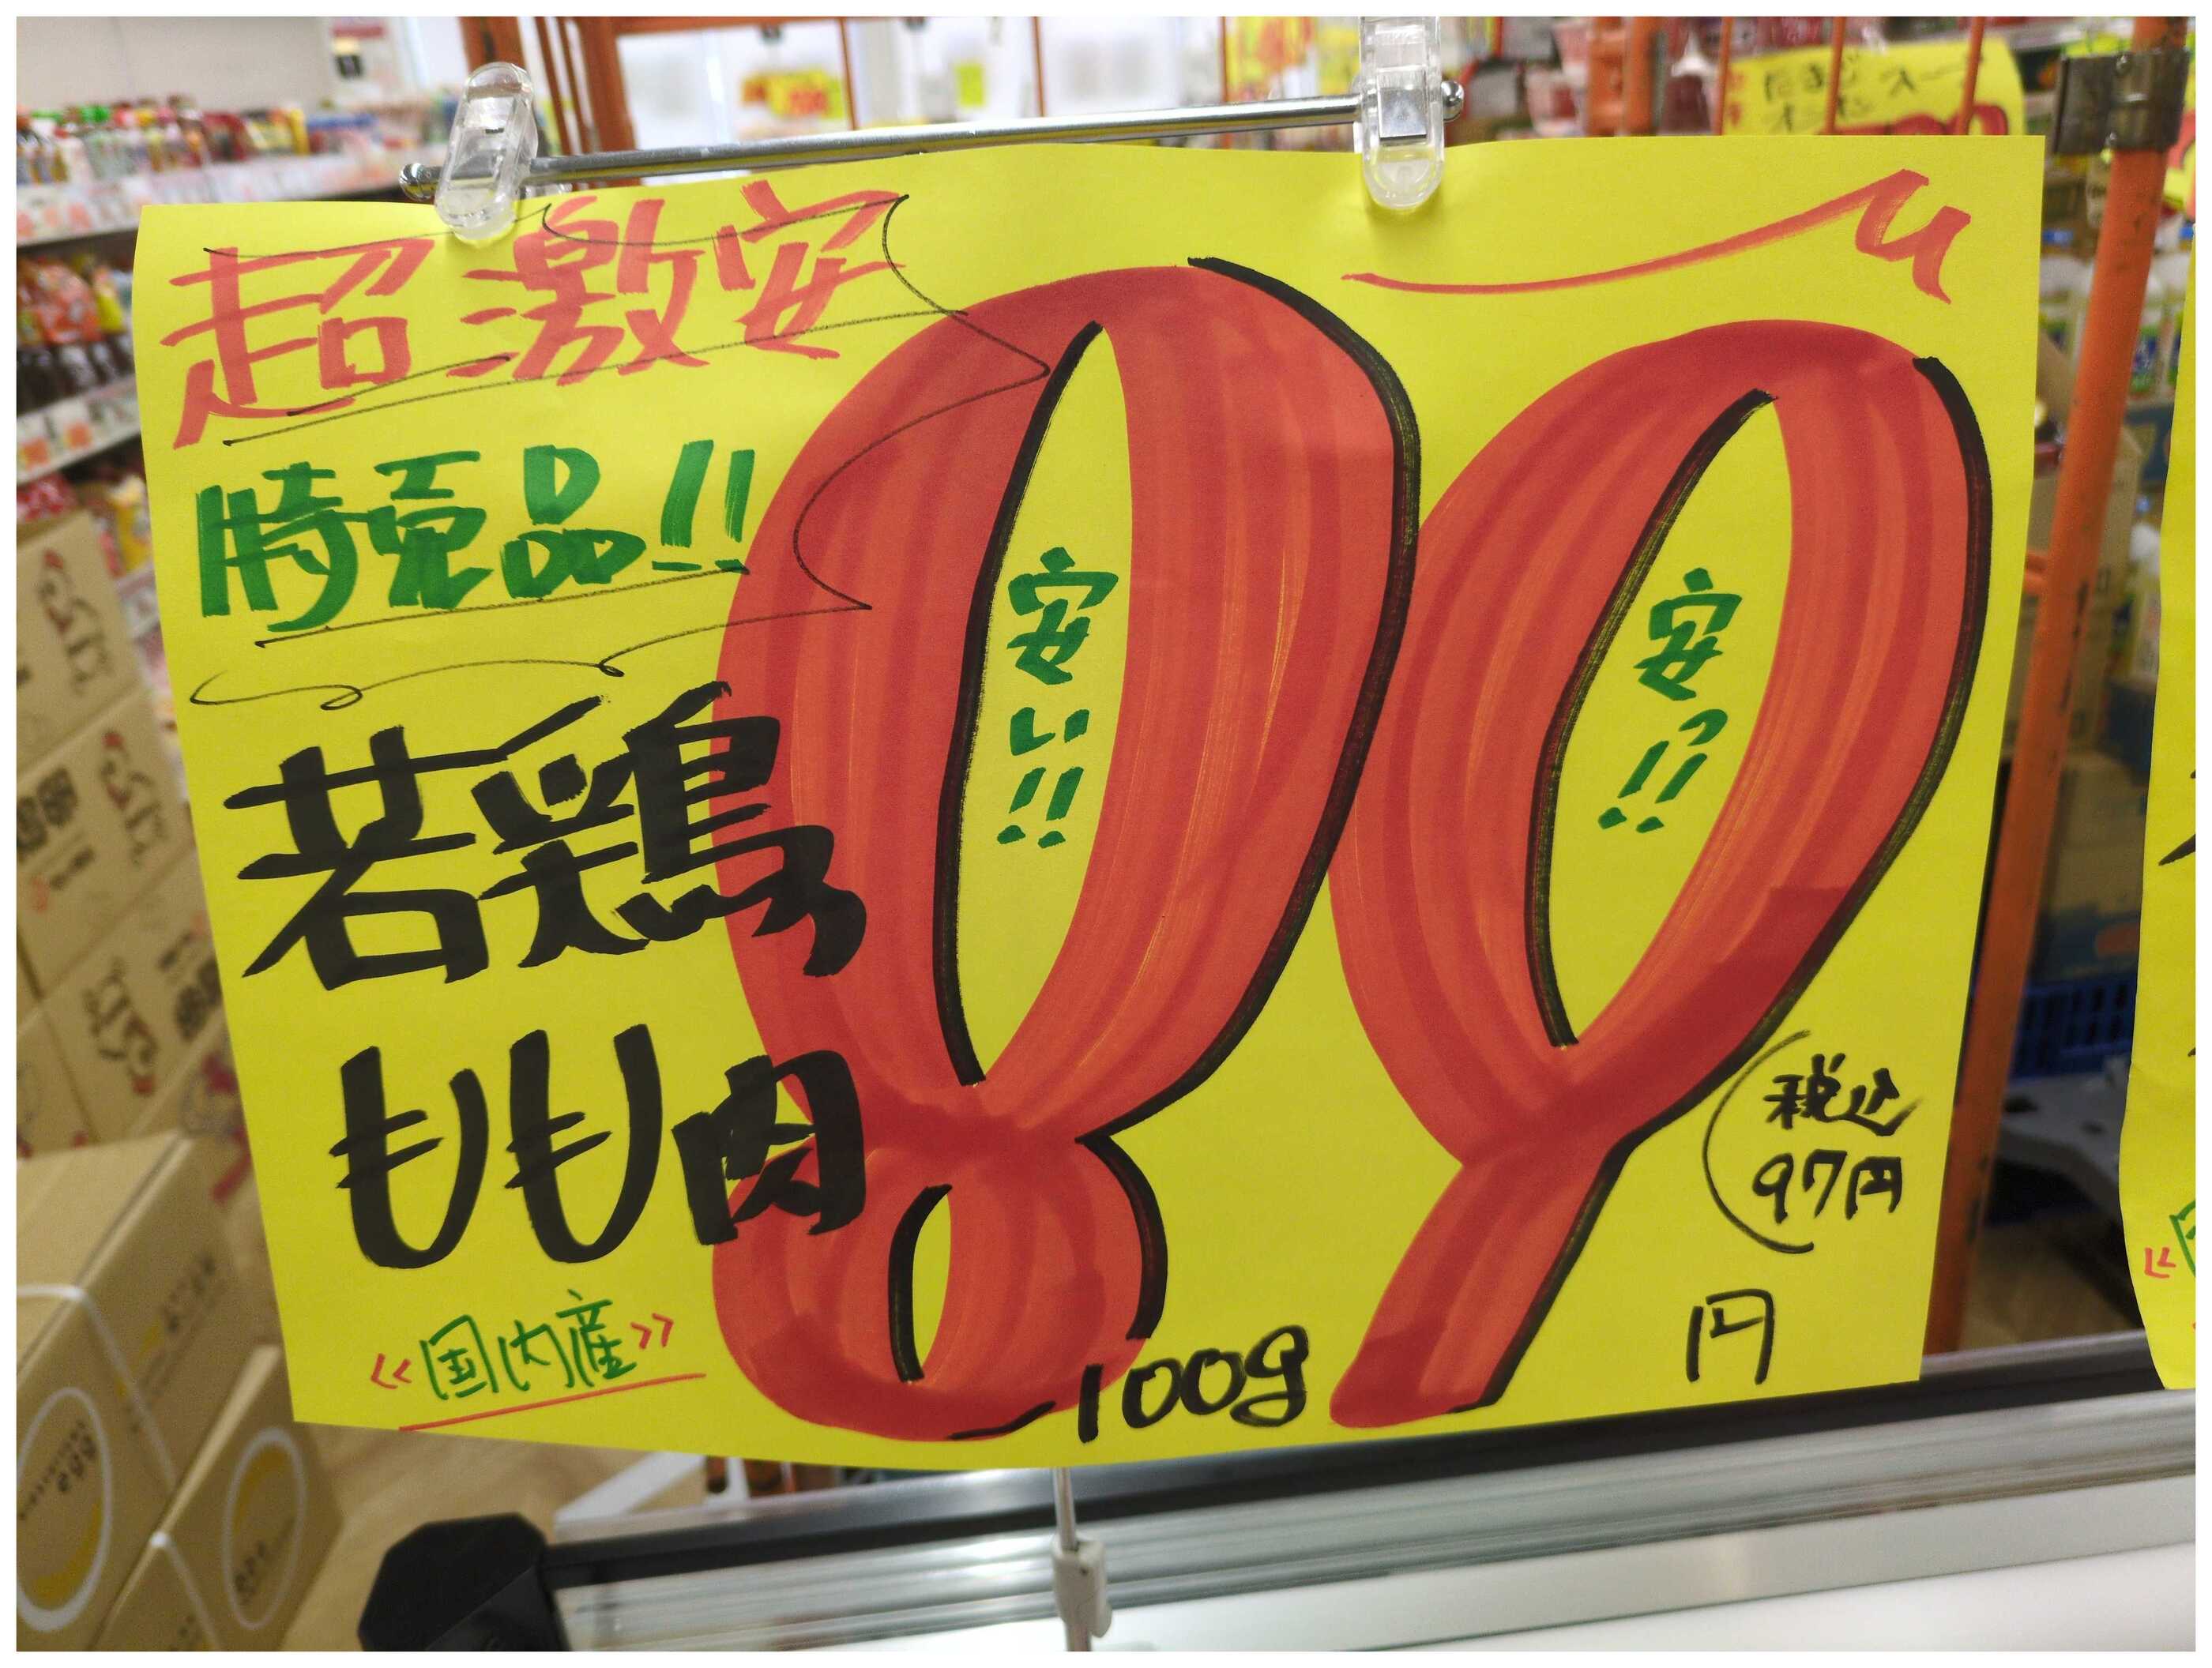 超激安
特売品!!
若鶏
もも肉
《国内産》
89
安い!!
安っ!!
100g
円
(税込
97円